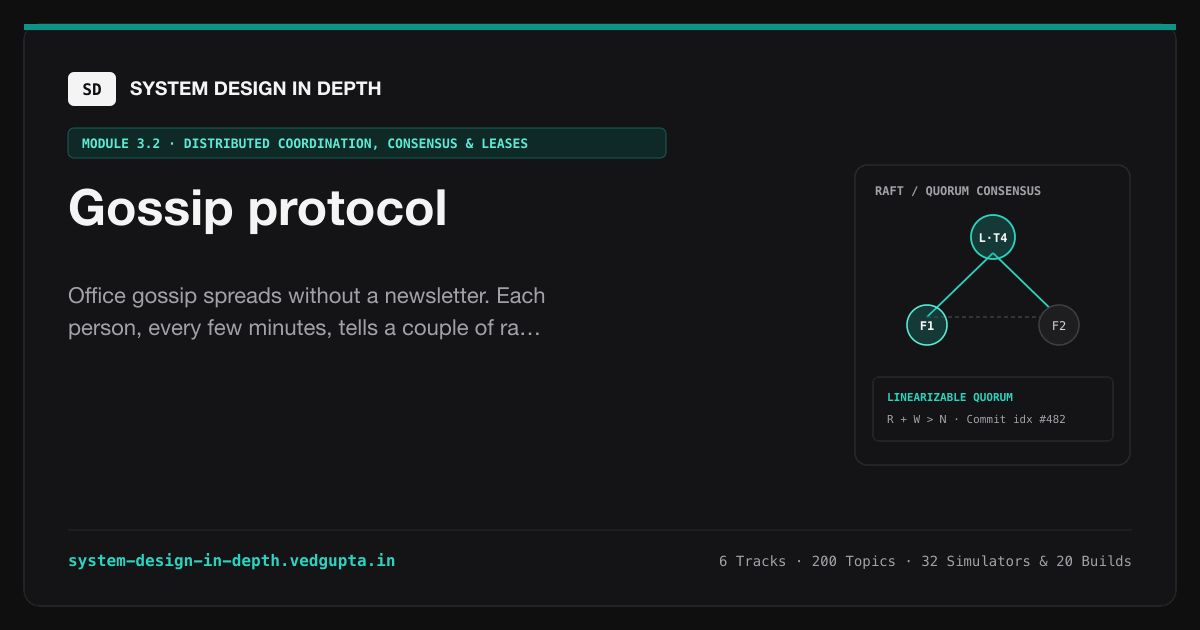 SD SYSTEM DESIGN IN DEPTH
MODULE 3.2 · DISTRIBUTED COORDINATION, CONSENSUS & LEASES
Gossip protocol
Office gossip spreads without a newsletter. Each
person, every few minutes, tells a couple of ra…
RAFT / QUORUM CONSENSUS
L·T4
F1
F2
LINEARIZABLE QUORUM
R + W > N · Commit idx #482
system-design-in-depth.vedgupta.in
6 Tracks · 200 Topics · 32 Simulators & 20 Builds